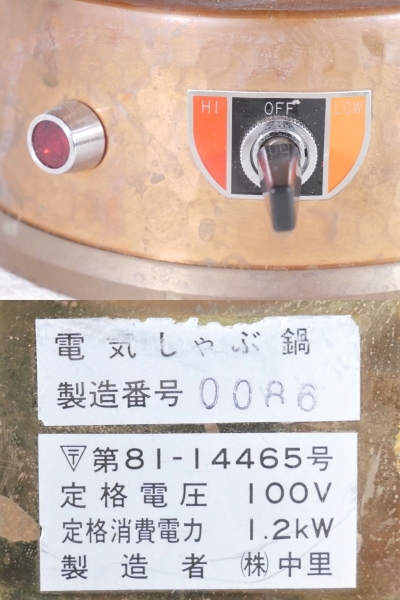 HI OFF LOW
電気しゃぶ鍋
製造番号 0086
〒第81-14465号
定格電圧 100V
定格消費電力 1.2kW
製造者 ㈱中里